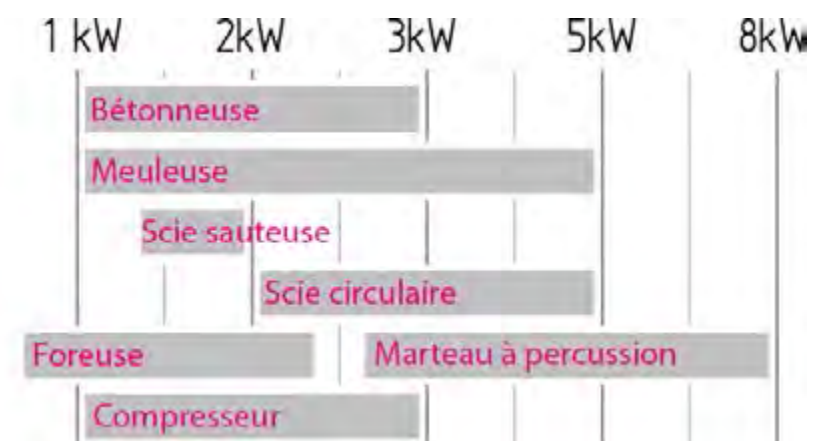 1 kW 2kW 3kW 5kW 8kW
Bétonneuse
Meuleuse
Scie sauteuse
Scie circulaire
Foreuse Marteau à percussion
Compresseur